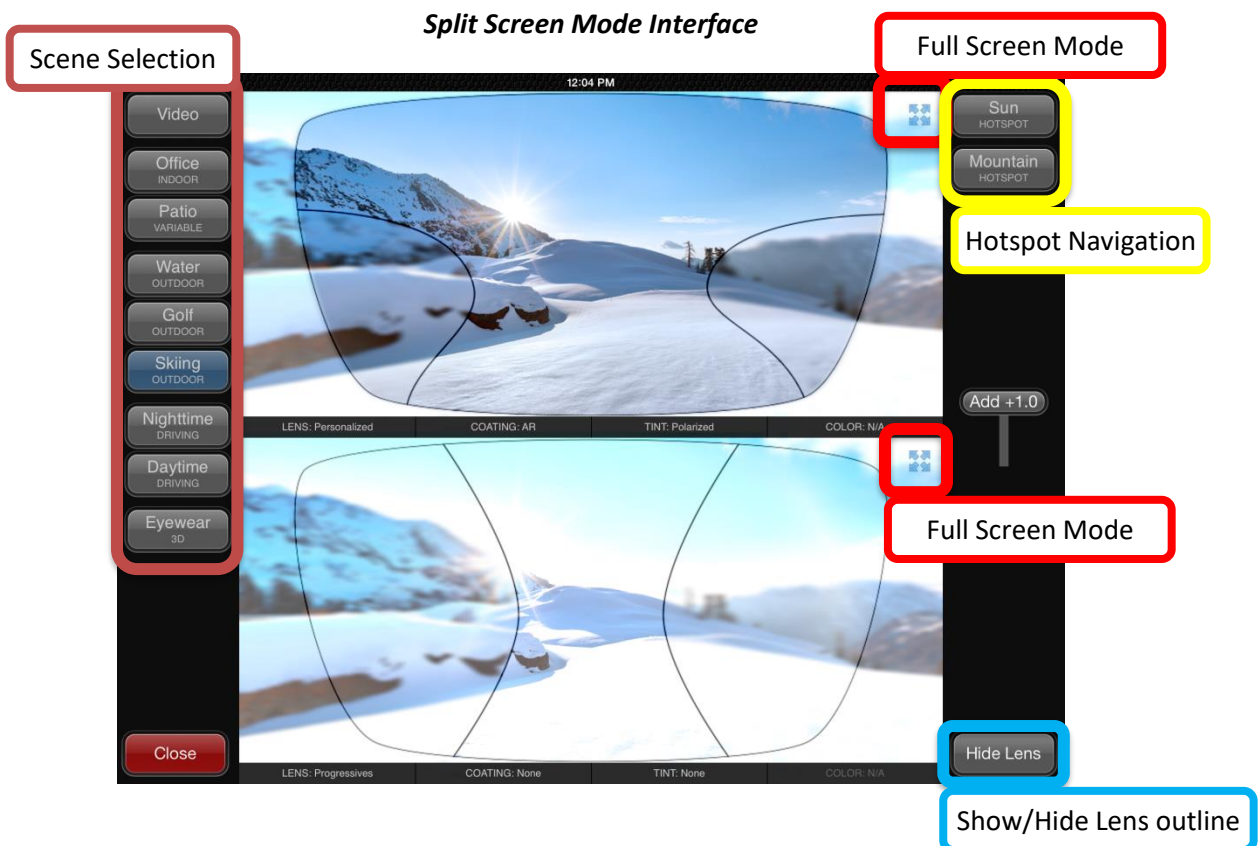 Split Screen Mode Interface
Scene Selection
Full Screen Mode
12:04 PM
Video
Office
INDOOR
Patio
VARIABLE
Water
OUTDOOR
Golf
OUTDOOR
Skiing
OUTDOOR
Nighttime
DRIVING
Daytime
DRIVING
Eyewear
3D
Close
Sun
HOTSPOT
Mountain
HOTSPOT
Hotspot Navigation
Add +1.0
LENS: Personalized COATING: AR TINT: Polarized COLOR: N/A
Full Screen Mode
LENS: Progressives COATING: None TINT: None COLOR: N/A
Hide Lens
Show/Hide Lens outline